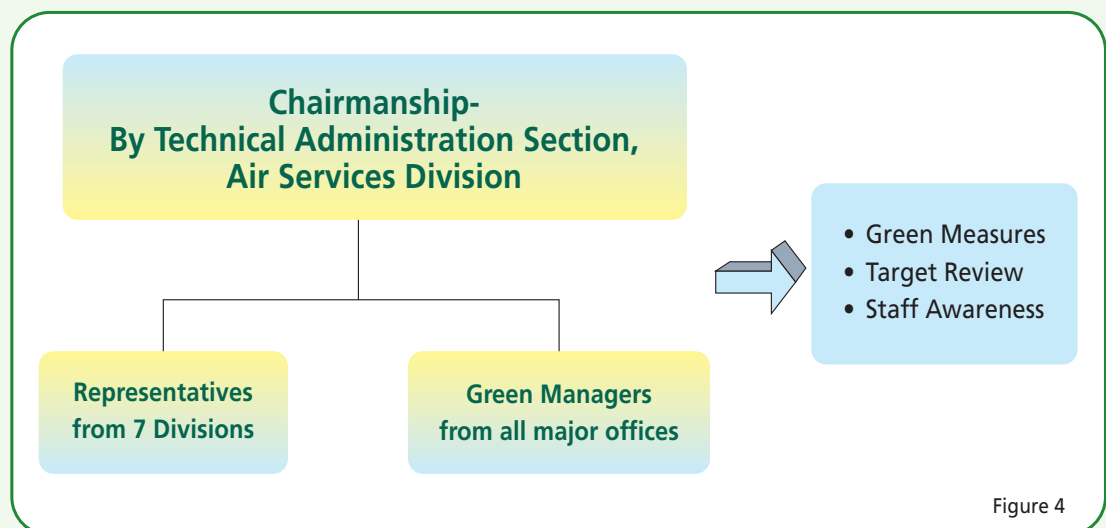 Chairmanship-
By Technical Administration Section,
Air Services Division
• Green Measures
• Target Review
• Staff Awareness
Representatives
from 7 Divisions
Green Managers
from all major offices
Figure 4